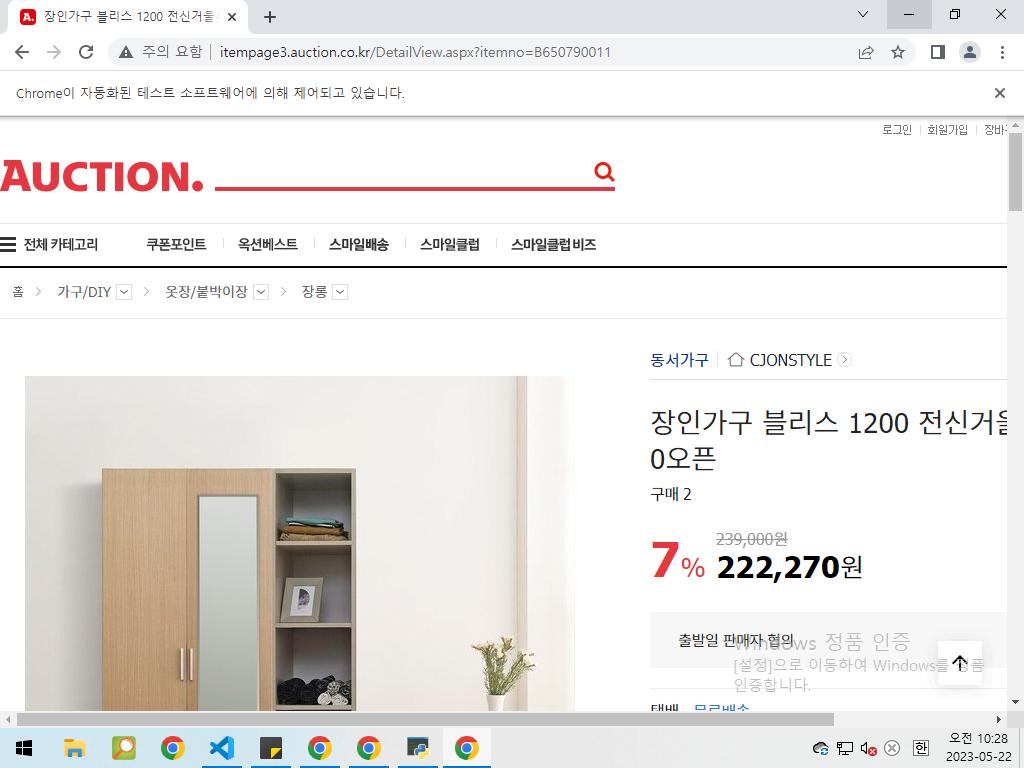 장인가구 블리스 1200 전신거울
주의 요함 itempage3.auction.co.kr/DetailView.aspx?itemno=B650790011
Chrome이 자동화된 테스트 소프트웨어에 의해 제어되고 있습니다.
로그인 회원가입 장바구
AUCTION.
전체 카테고리 쿠폰포인트 옥션베스트 스마일배송 스마일클럽 스마일클럽 비즈
홈 가구/DIY 옷장/붙박이장 장롱
동서가구 CJONSTYLE
장인가구 블리스 1200 전신거울
0오픈
구매 2
239,000원
7% 222,270원
출발일 판매자 협의
Windows 정품 인증
[설정]으로 이동하여 Windows를 정품
인증합니다.
택배 무료배송
한
오전 10:28
2023-05-22